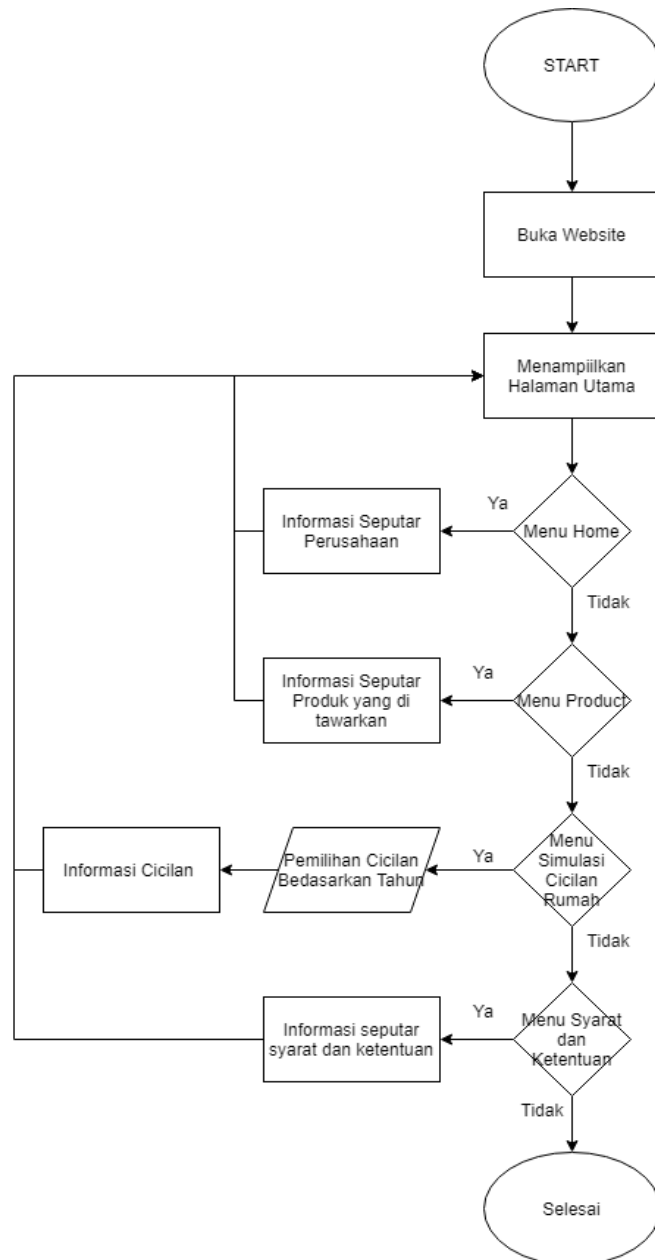 START
Buka Website
Menampiilkan
Halaman Utama
Ya
Informasi Seputar
Perusahaan
Menu Home
Tidak
Ya
Informasi Seputar
Produk yang di
tawarkan
Menu Product
Tidak
Informasi Cicilan
Pemilihan Cicilan
Bedasarkan Tahun
Ya
Menu
Simulasi
Cicilan
Rumah
Tidak
Informasi seputar
syarat dan ketentuan
Ya
Menu Syarat
dan
Ketentuan
Tidak
Selesai